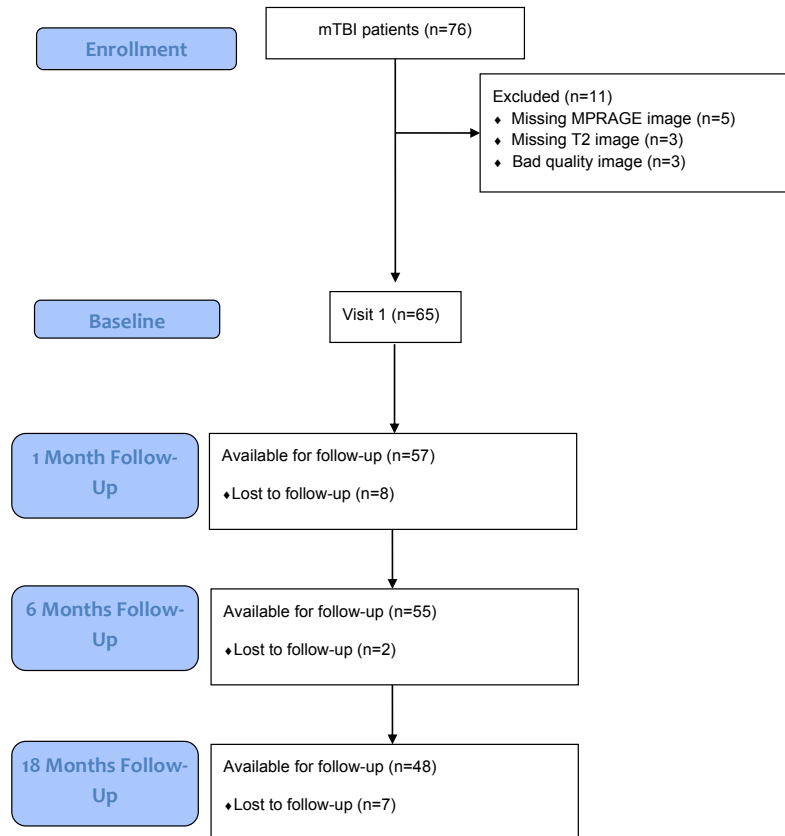 mTBI patients (n=76)
Enrollment
Excluded (n=11)
♦ Missing MPRAGE image (n=5)
♦ Missing T2 image (n=3)
♦ Bad quality image (n=3)
Baseline
Visit 1 (n=65)
1 Month Follow-
Up
Available for follow-up (n=57)
♦Lost to follow-up (n=8)
6 Months Follow-
Up
Available for follow-up (n=55)
♦Lost to follow-up (n=2)
18 Months Follow-
Up
Available for follow-up (n=48)
♦Lost to follow-up (n=7)